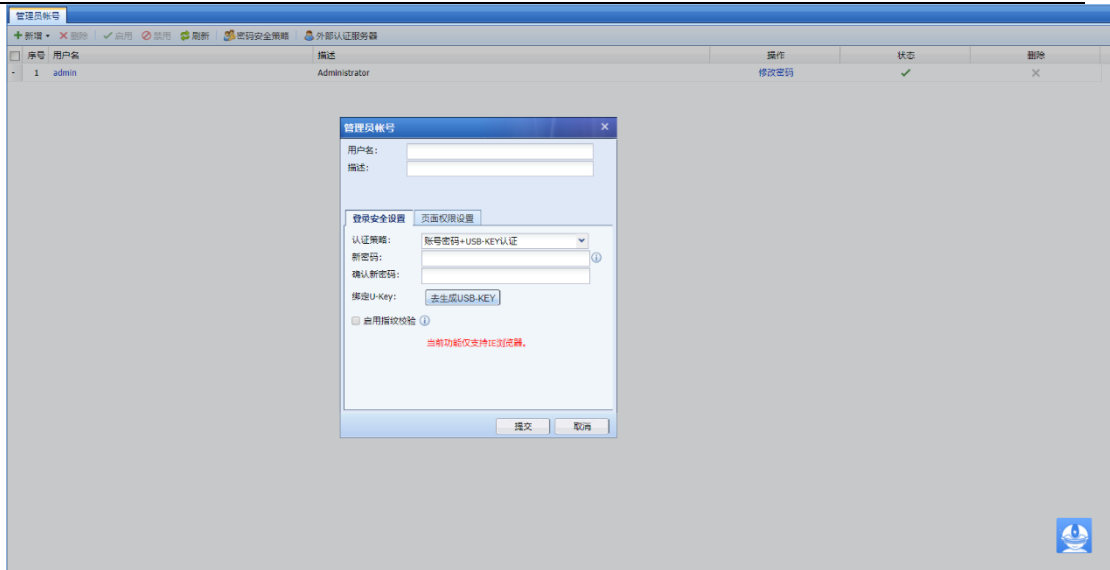 管理员帐号
新增 删除 启用 禁用 刷新 密码安全策略 外部认证服务器
序号 用户名 描述 操作 状态 删除
1 admin Administrator 修改密码
管理员帐号
用户名:
描述:
登录安全设置 页面权限设置
认证策略: 账号密码+USB-KEY认证
新密码:
确认新密码:
绑定U-Key: 去生成USB-KEY
启用指纹校验
当前功能仅支持IE浏览器。
提交 取消